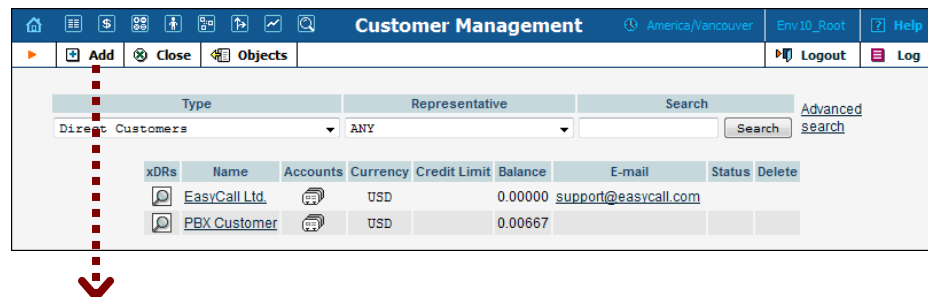 Customer Management America/Vancouver Env10_Root ? Help
Add Close Objects Logout Log
Type Representative Search Advanced search
Direct Customers ANY Search
xDRs Name Accounts Currency Credit Limit Balance E-mail Status Delete
EasyCall Ltd. USD 0.00000 support@easycall.com
PBX Customer USD 0.00667